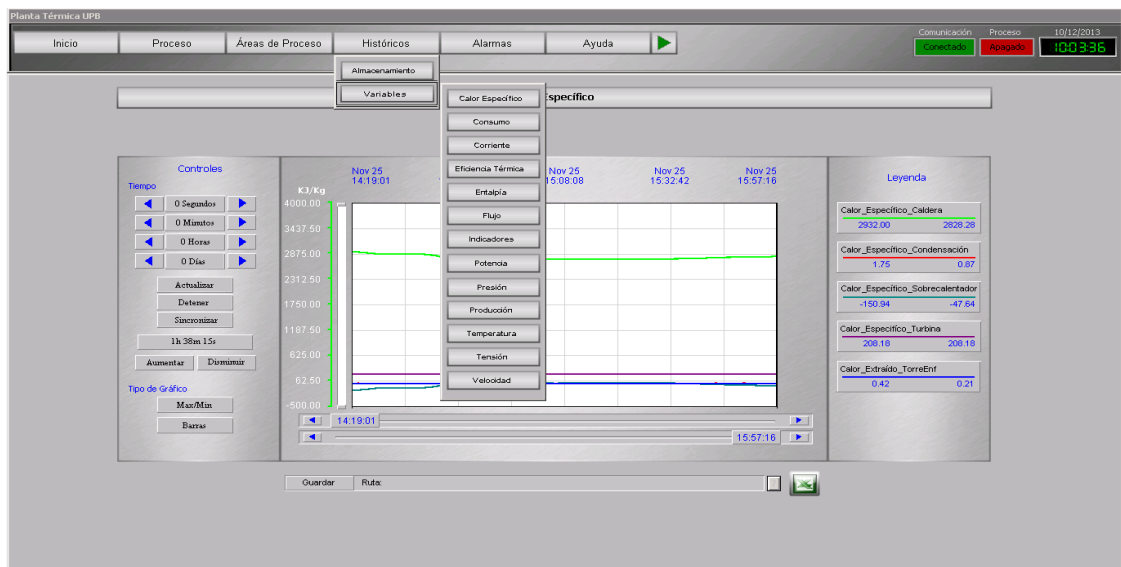 Planta Térmica UPB
Inicio Proceso Áreas de Proceso Históricos Alarmas Ayuda
Comunicación Proceso 10/12/2013
Conectado Apagado 10:03:36
Almacenamiento
Variables
Específico
Calor Específico
Consumo
Corriente
Eficiencia Térmica
Entalpía
Flujo
Indicadores
Potencia
Presión
Producción
Temperatura
Tensión
Velocidad
Controles
Tiempo
0 Segundos
0 Minutos
0 Horas
0 Días
Actualizar
Detener
Sincronizar
1h 38m 15s
Aumentar Disminuir
Tipo de Gráfico
Max/Min
Barras
Nov 25 Nov 25 Nov 25 Nov 25
14:19:01 15:08:08 15:32:42 15:57:16
KJ/Kg
4000.00
3437.50
2875.00
2312.50
1750.00
1187.50
625.00
62.50
-500.00
14:19:01
15:57:16
Leyenda
Calor_Específico_Caldera
2932.00 2828.28
Calor_Específico_Condensación
1.75 0.87
Calor_Específico_Sobrecalentador
-150.94 -47.64
Calor_Especifíco_Turbina
208.18 208.18
Calor_Extraído_TorreEnf
0.42 0.21
Guardar Ruta: